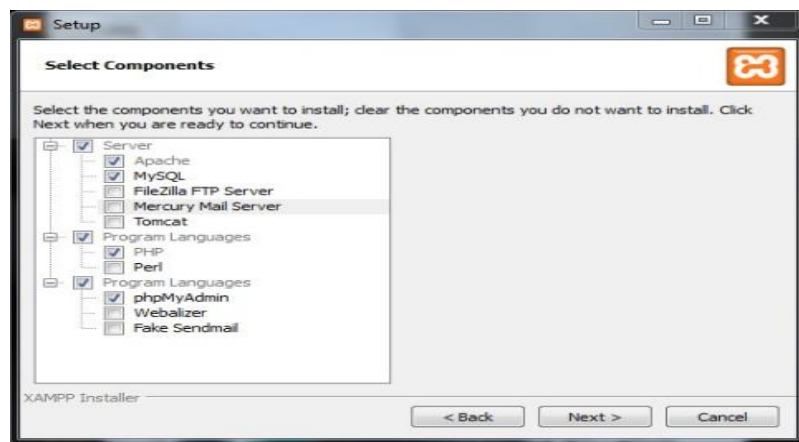 Setup
Select Components
Select the components you want to install; clear the components you do not want to install. Click
Next when you are ready to continue.
Server
Apache
MySQL
FileZilla FTP Server
Mercury Mail Server
Tomcat
Program Languages
PHP
Perl
Program Languages
phpMyAdmin
Webalizer
Fake Sendmail
XAMPP Installer
< Back
Next >
Cancel